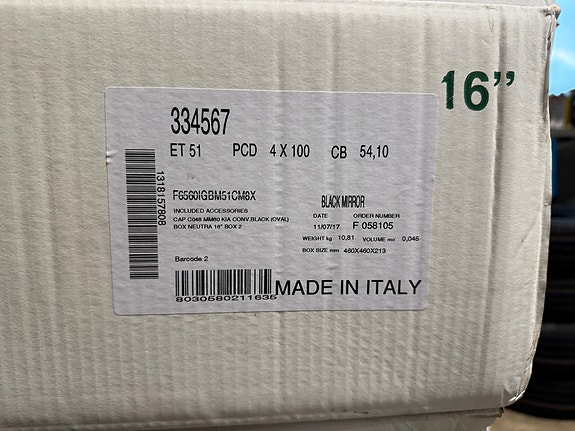 16”
334567
ET 51 PCD 4 X 100 CB 54,10
1318157808
F6560IGBM51CM8X
BLACK MIRROR
INCLUDED ACCESSORIES
CAP C048 MM60 KIA CONV.BLACK (OVAL)
BOX NEUTRA 16" BOX 2
DATE ORDER NUMBER
11/07/17 F 058105
WEIGHT kg 10,81 VOLUME mc 0,045
BOX SIZE mm 460X460X213
Barcode 2
8030580211635
MADE IN ITALY